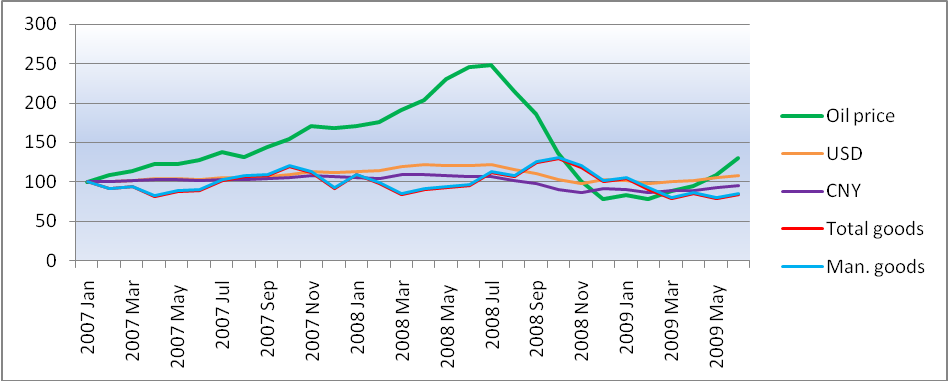 300
250
200
150
100
50
0
2007 Jan
2007 Mar
2007 May
2007 Jul
2007 Sep
2007 Nov
2008 Jan
2008 Mar
2008 May
2008 Jul
2008 Sep
2008 Nov
2009 Jan
2009 Mar
2009 May
Oil price
USD
CNY
Total goods
Man. goods